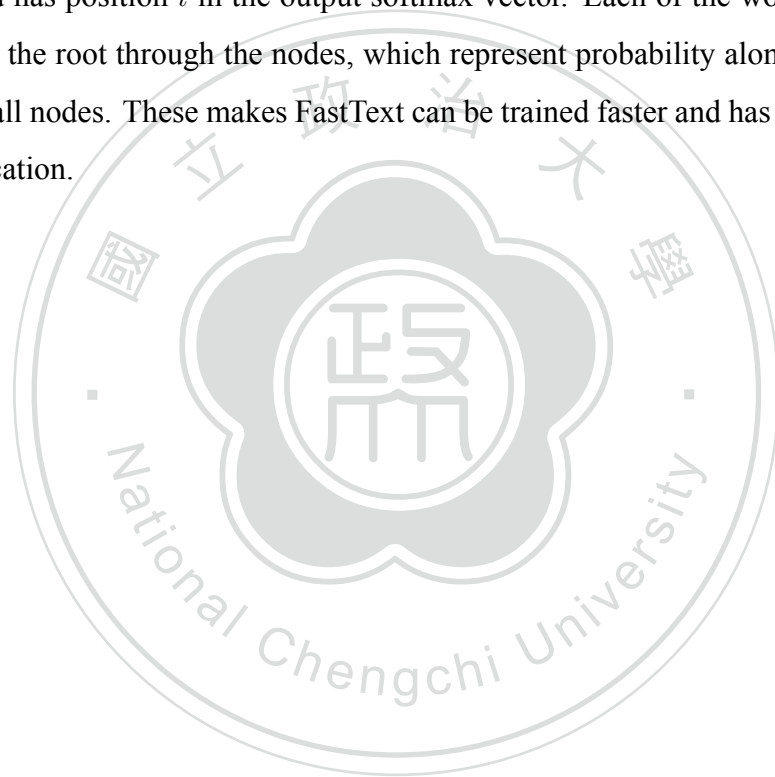 has position i in the output softmax vector. Each of the wo
the root through the nodes, which represent probability alon
all nodes. These makes FastText can be trained faster and has
cation.
國立政治大學
政
National Chengchi University